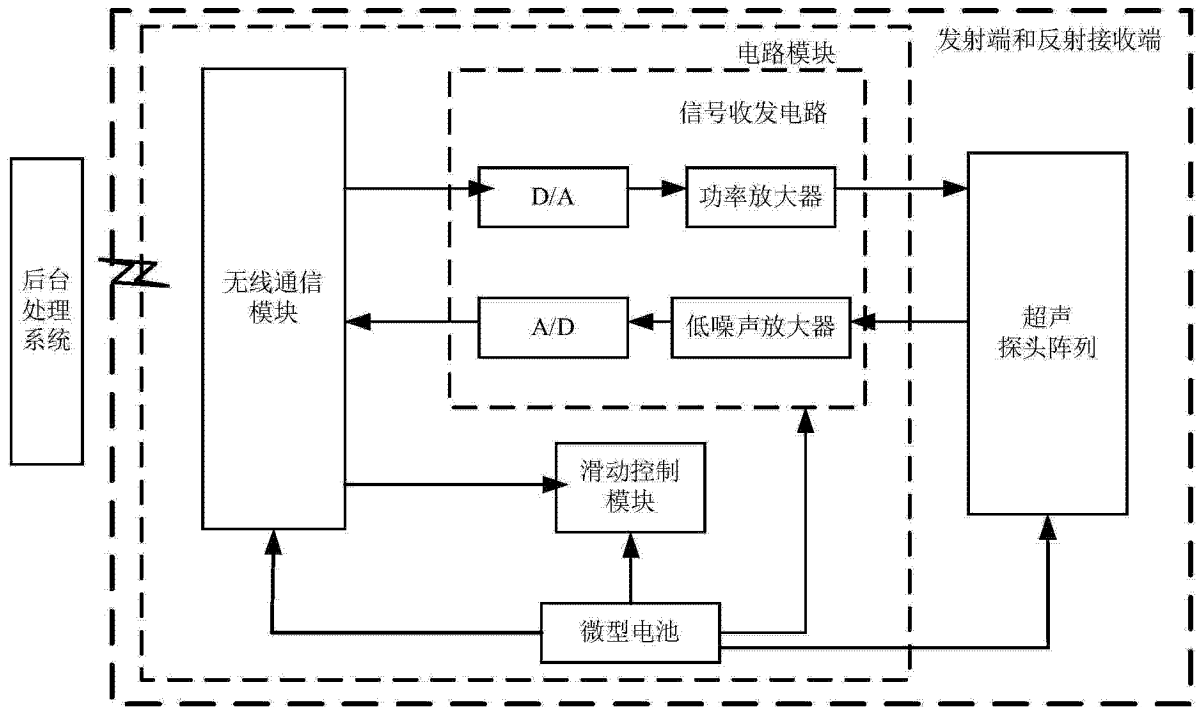 发射端和反射接收端
电路模块
信号收发电路
D/A
功率放大器
后台
处理
系统
无线通信
模块
A/D
低噪声放大器
超声
探头阵列
滑动控制
模块
微型电池